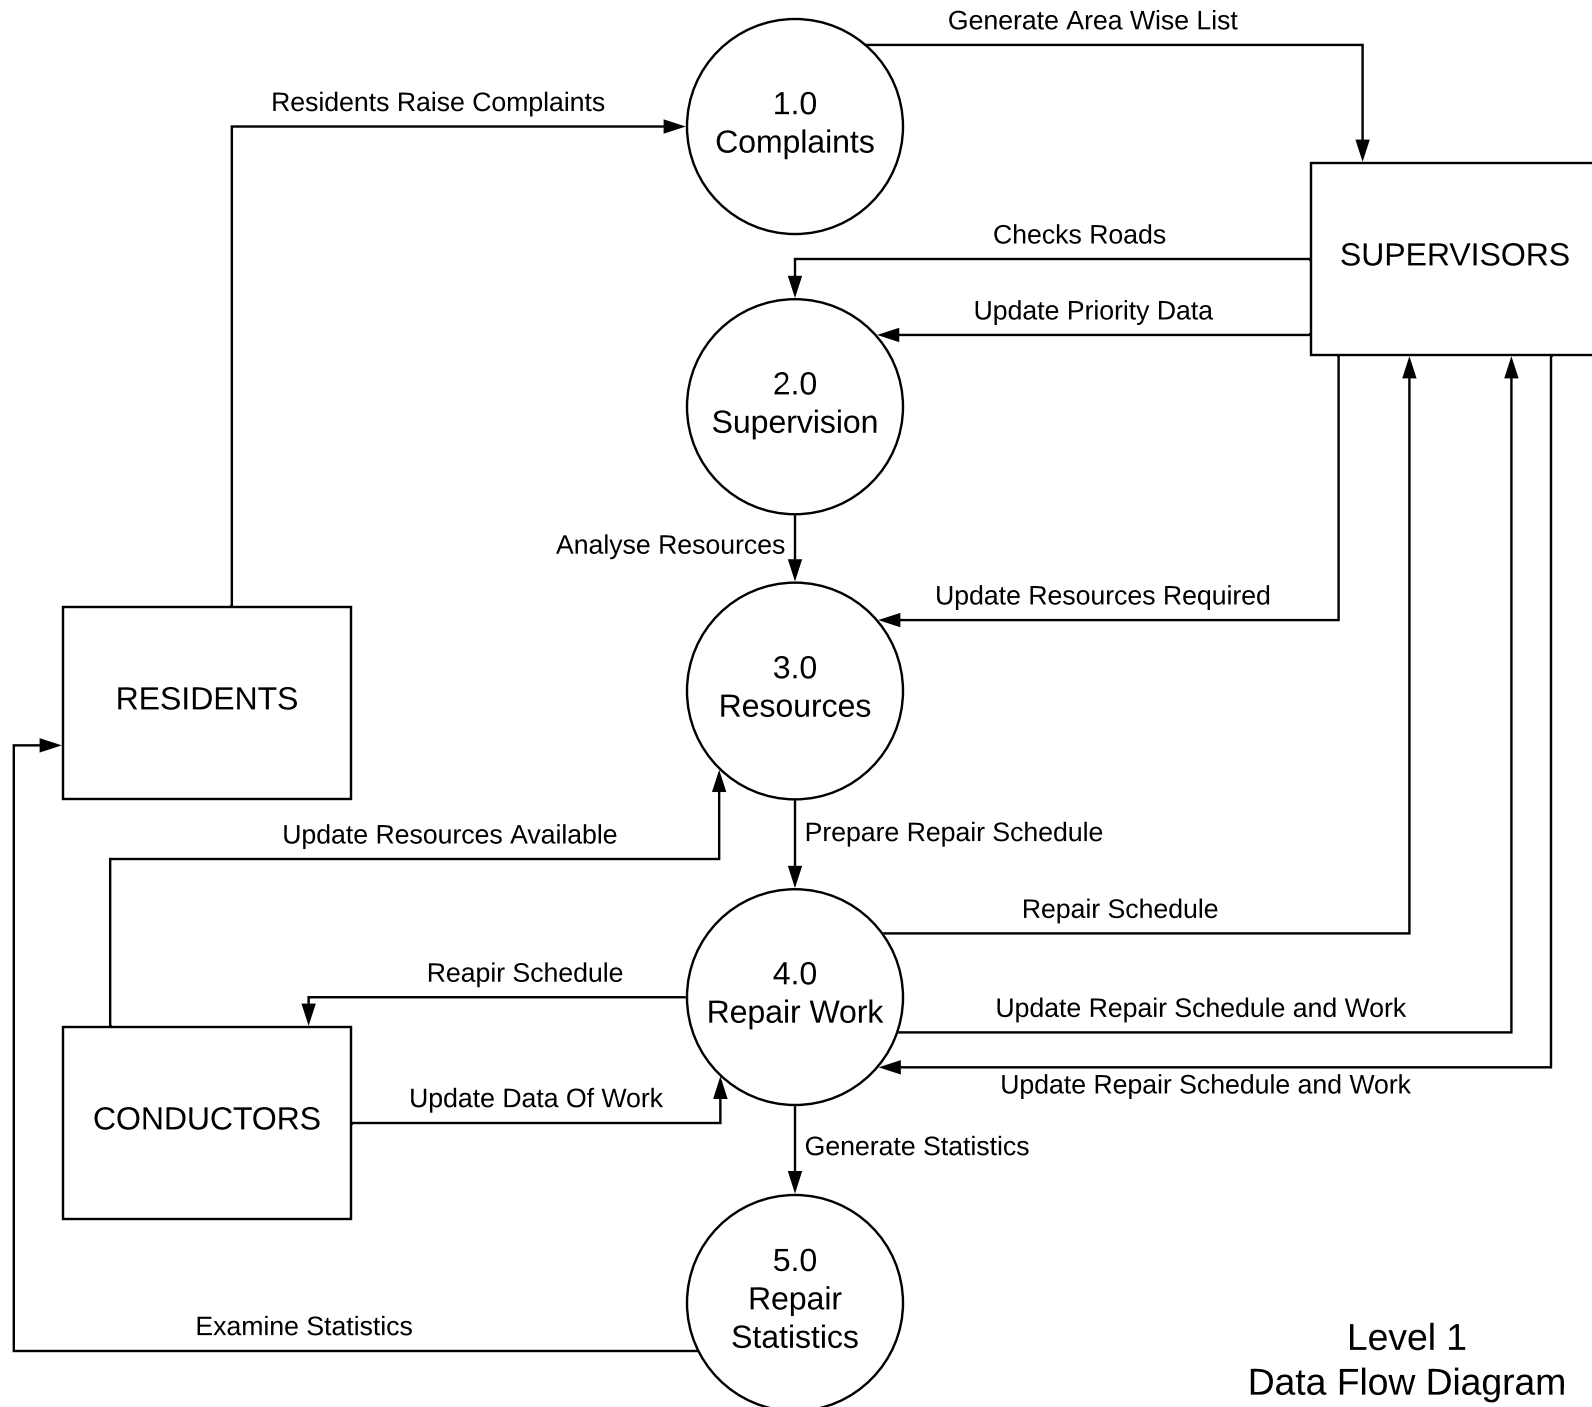 Generate Area Wise List
Residents Raise Complaints
1.0
Complaints
Checks Roads
SUPERVISORS
Update Priority Data
2.0
Supervision
Analyse Resources
Update Resources Required
3.0
Resources
RESIDENTS
Update Resources Available
Prepare Repair Schedule
Repair Schedule
Reapir Schedule
4.0
Repair Work
Update Repair Schedule and Work
Update Repair Schedule and Work
Update Data Of Work
CONDUCTORS
Generate Statistics
5.0
Repair
Statistics
Examine Statistics
Level 1
Data Flow Diagram